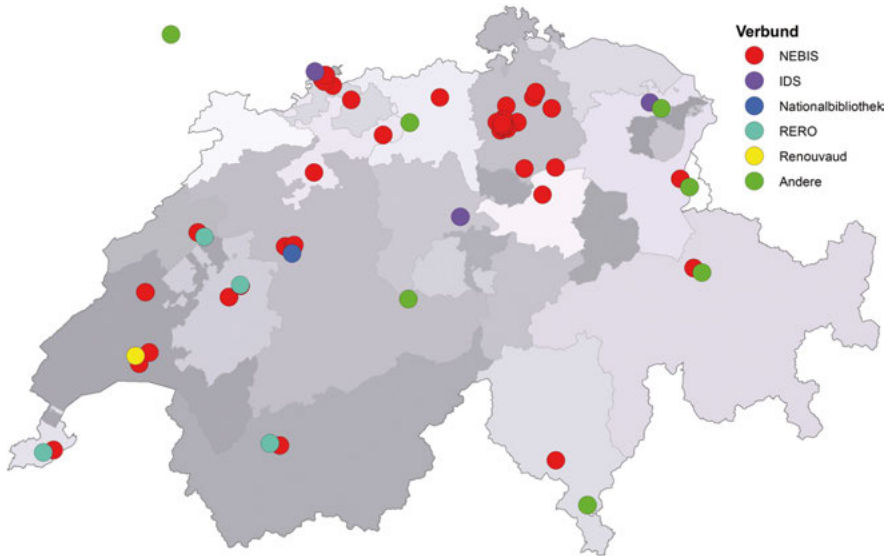 Verbund
NEBIS
IDS
Nationalbibliothek
RERO
Renouvaud
Andere